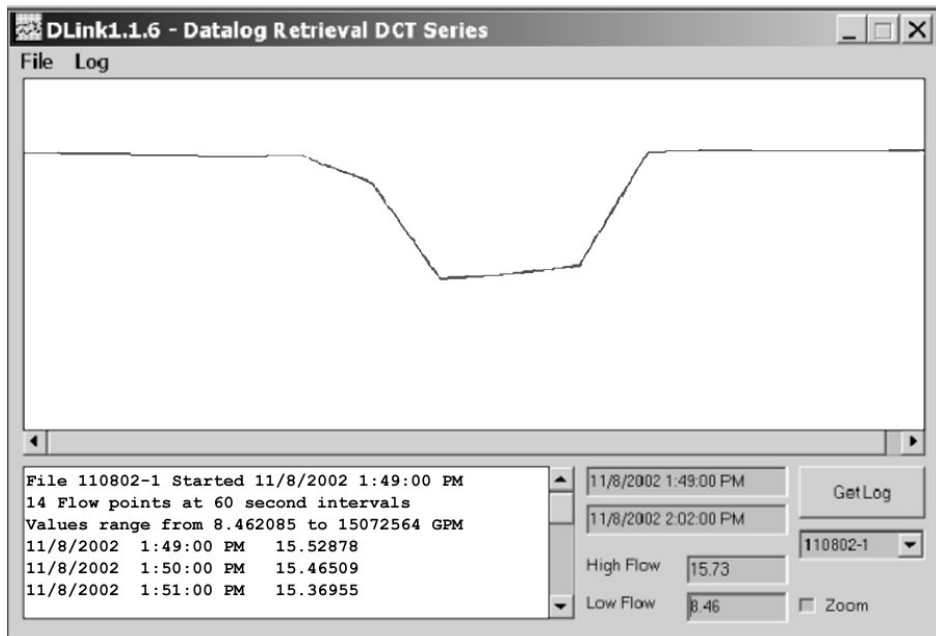 DLink1.1.6 - Datalog Retrieval DCT Series
File Log
File 110802-1 Started 11/8/2002 1:49:00 PM
14 Flow points at 60 second intervals
Values range from 8.462085 to 15072564 GPM
11/8/2002 1:49:00 PM 15.52878
11/8/2002 1:50:00 PM 15.46509
11/8/2002 1:51:00 PM 15.36955
11/8/2002 1:49:00 PM
11/8/2002 2:02:00 PM
High Flow 15.73
Low Flow 8.46
Get Log
110802-1
Zoom